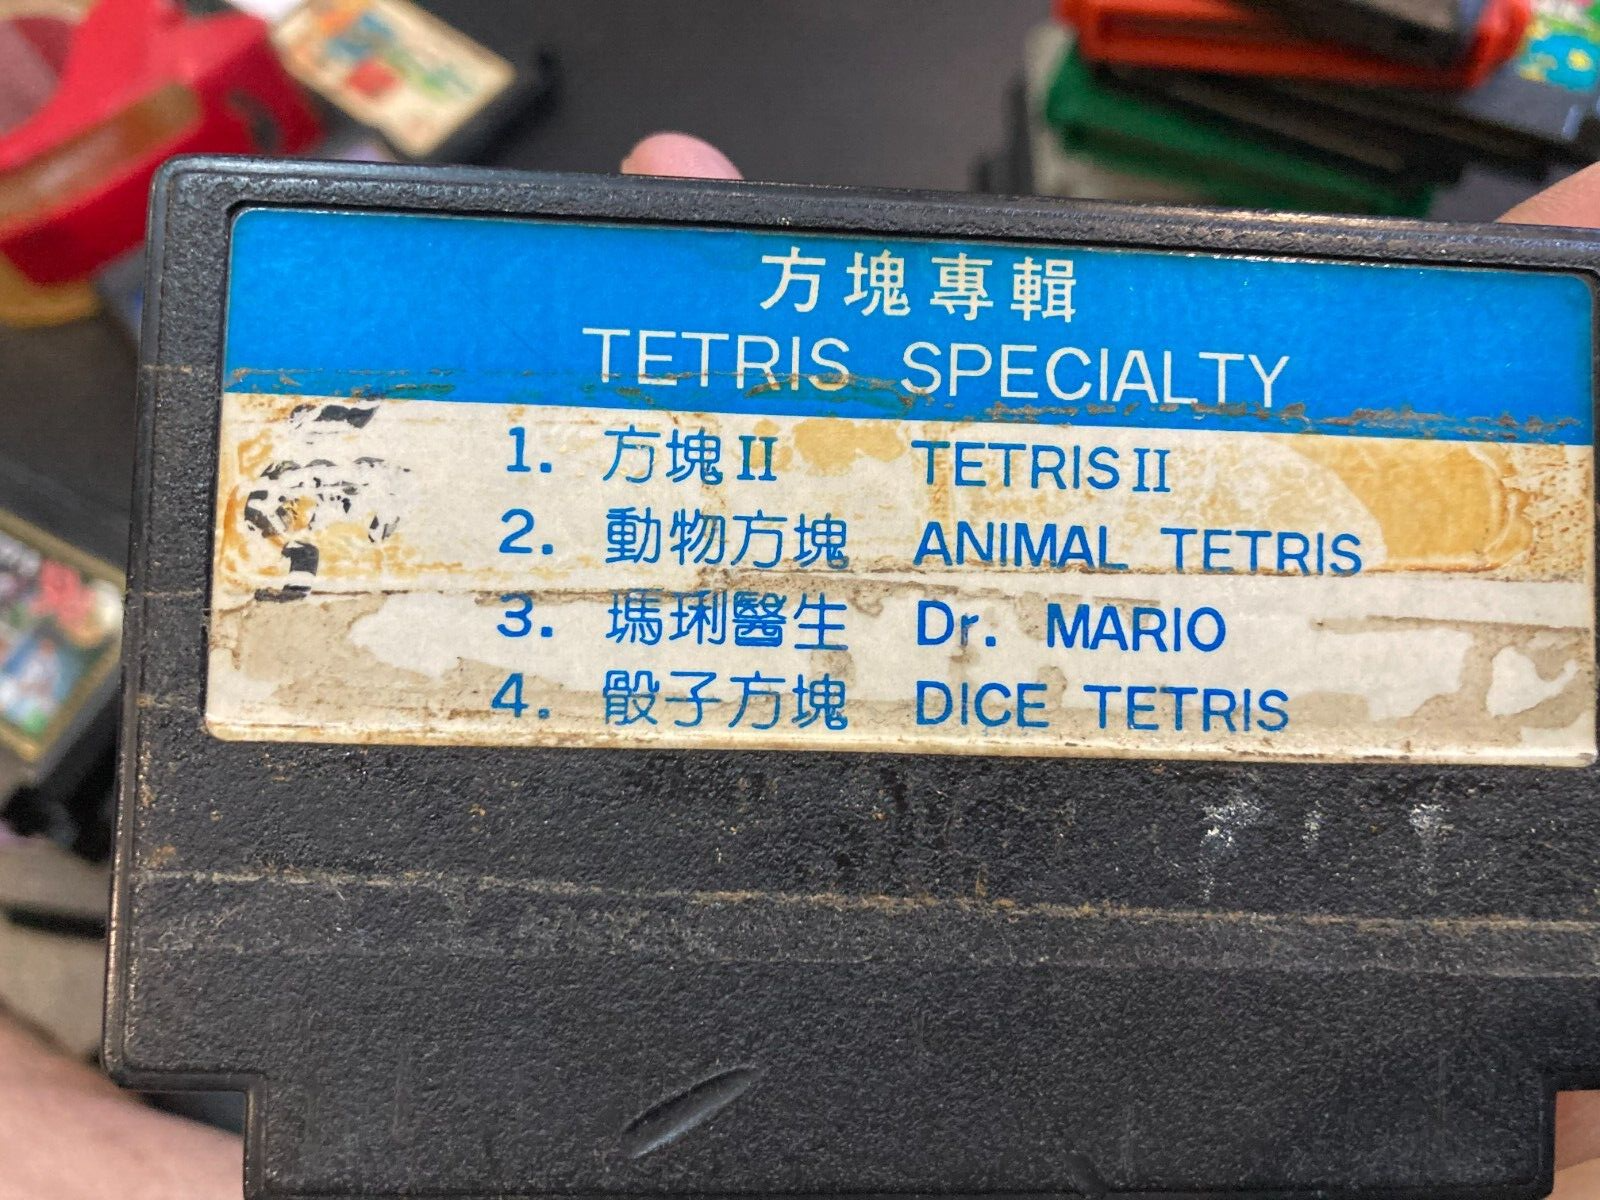 方塊專輯
TETRIS SPECIALTY
1. 方塊II TETRIS II
2. 動物方塊 ANIMAL TETRIS
3. 瑪琍醫生 Dr. MARIO
4. 骰子方塊 DICE TETRIS